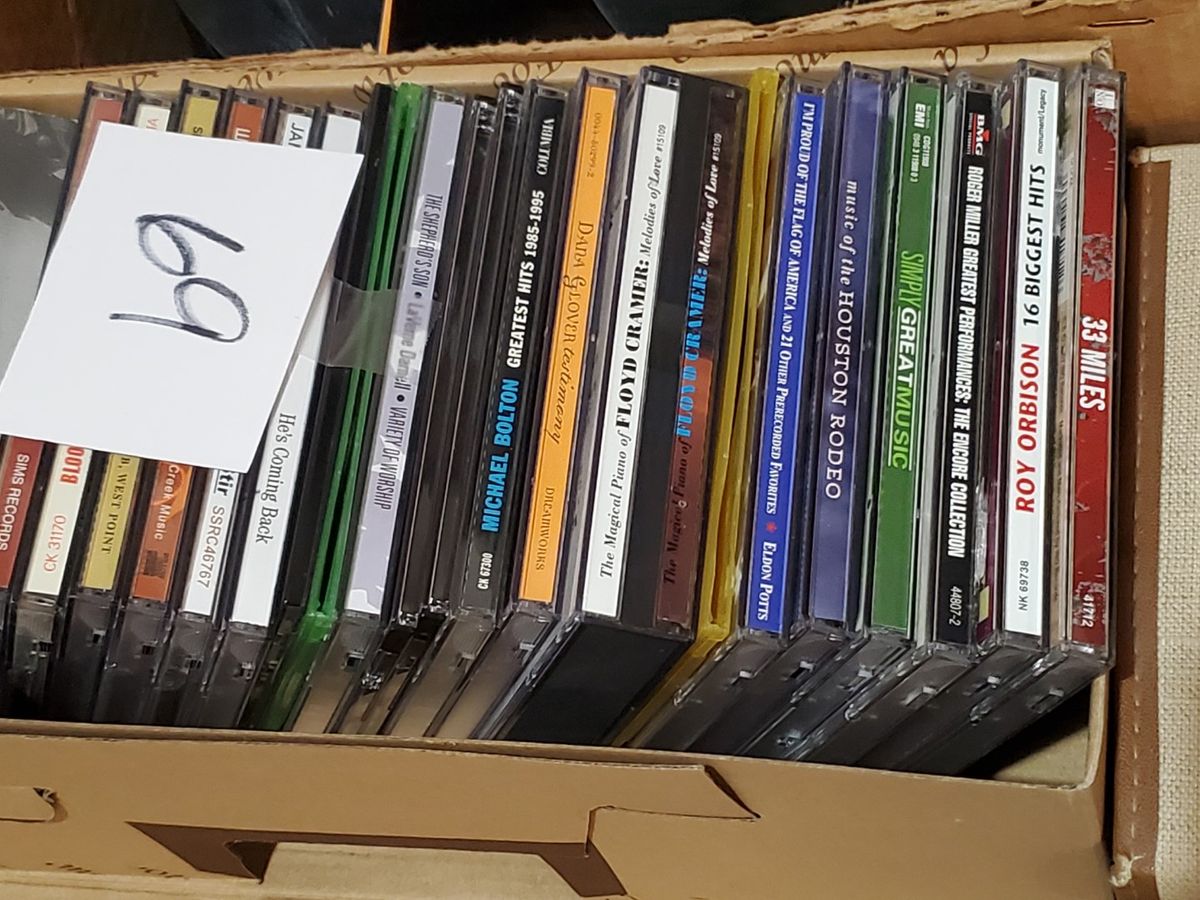 69
SIMS RECORDS
CK 31170
WEST POINT
Creek Music
SSRC46767
He's Coming Back
THE SHEPHERD'S SON • LaVerne • VARIETY OF WORSHIP
CK 67300 MICHAEL BOLTON GREATEST HITS 1985-1995 COLUMBIA
DANA GLOVER testimony DREAMWORKS
The Magical Piano of FLOYD CRAMER: Melodies of Love #15109
The Magical Piano of FLOYD CRAMER: Melodies of Love #15109
I'M PROUD OF THE FLAG OF AMERICA AND 21 OTHER PRERECORDED FAVORITES ★ ELDON POTTS
music of the HOUSTON RODEO
EMI SIMPLY GREAT MUSIC
BMG ROGER MILLER GREATEST PERFORMANCES: THE ENCORE COLLECTION 44807-2
NK 69738 ROY ORBISON 16 BIGGEST HITS monument/Legacy
33 MILES